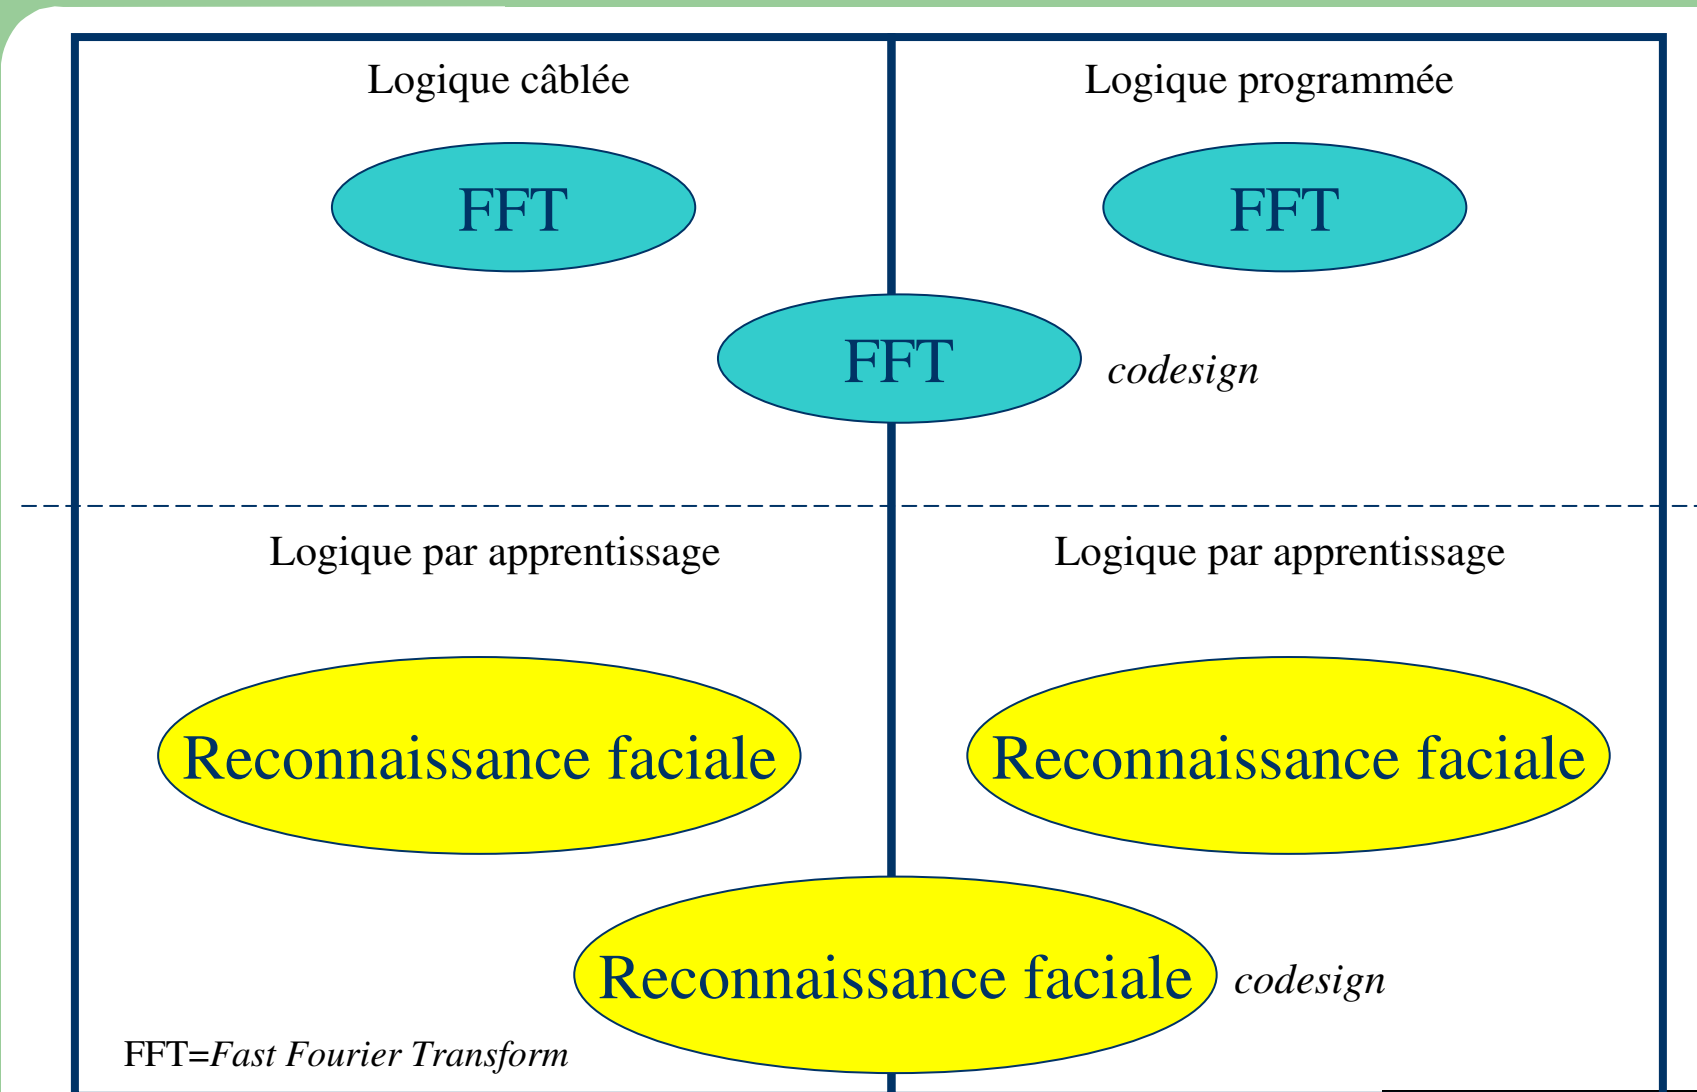 Logique câblée
Logique programmée
FFT
FFT
FFT
codesign
Logique par apprentissage
Logique par apprentissage
Reconnaissance faciale
Reconnaissance faciale
Reconnaissance faciale
codesign
FFT=Fast Fourier Transform